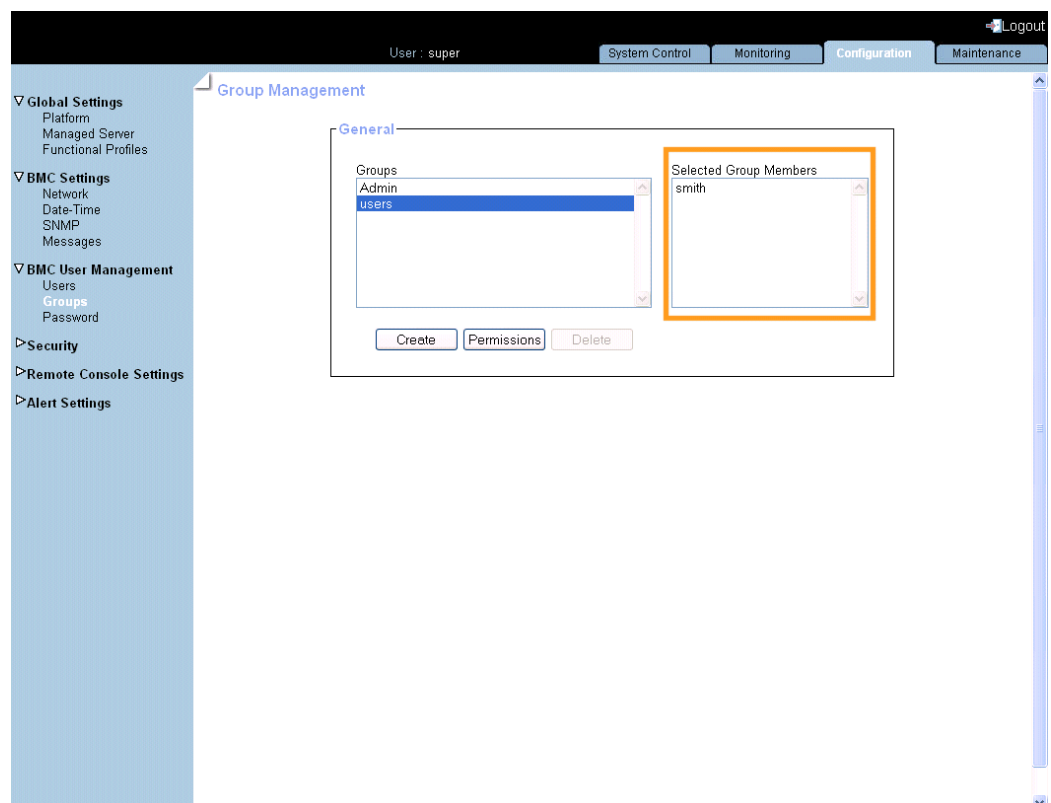 Logout
User : super
System Control
Monitoring
Configuration
Maintenance
Global Settings
Platform
Managed Server
Functional Profiles
BMC Settings
Network
Date-Time
SNMP
Messages
BMC User Management
Users
Groups
Password
Security
Remote Console Settings
Alert Settings
Group Management
General
Groups
Admin
users
Selected Group Members
smith
Create
Permissions
Delete